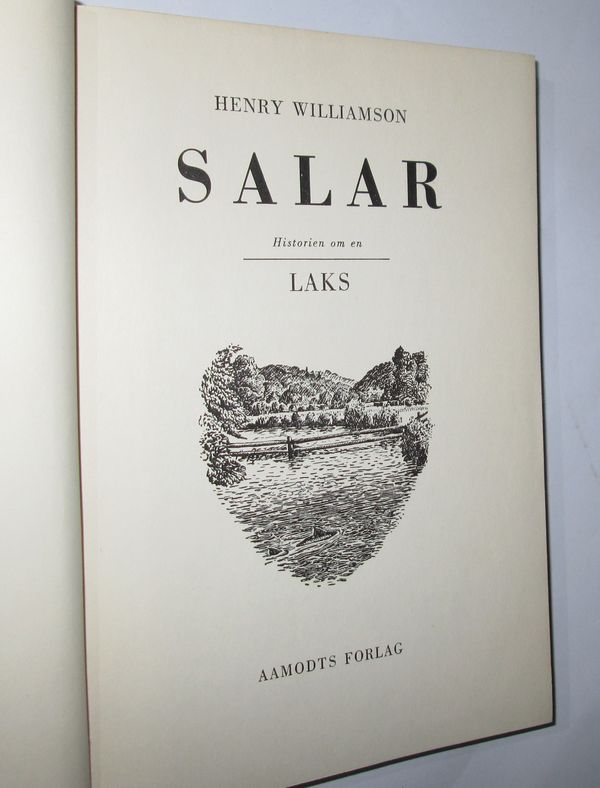 HENRY WILLIAMSON
SALAR
Historien om en
LAKS
AAMODTS FORLAG